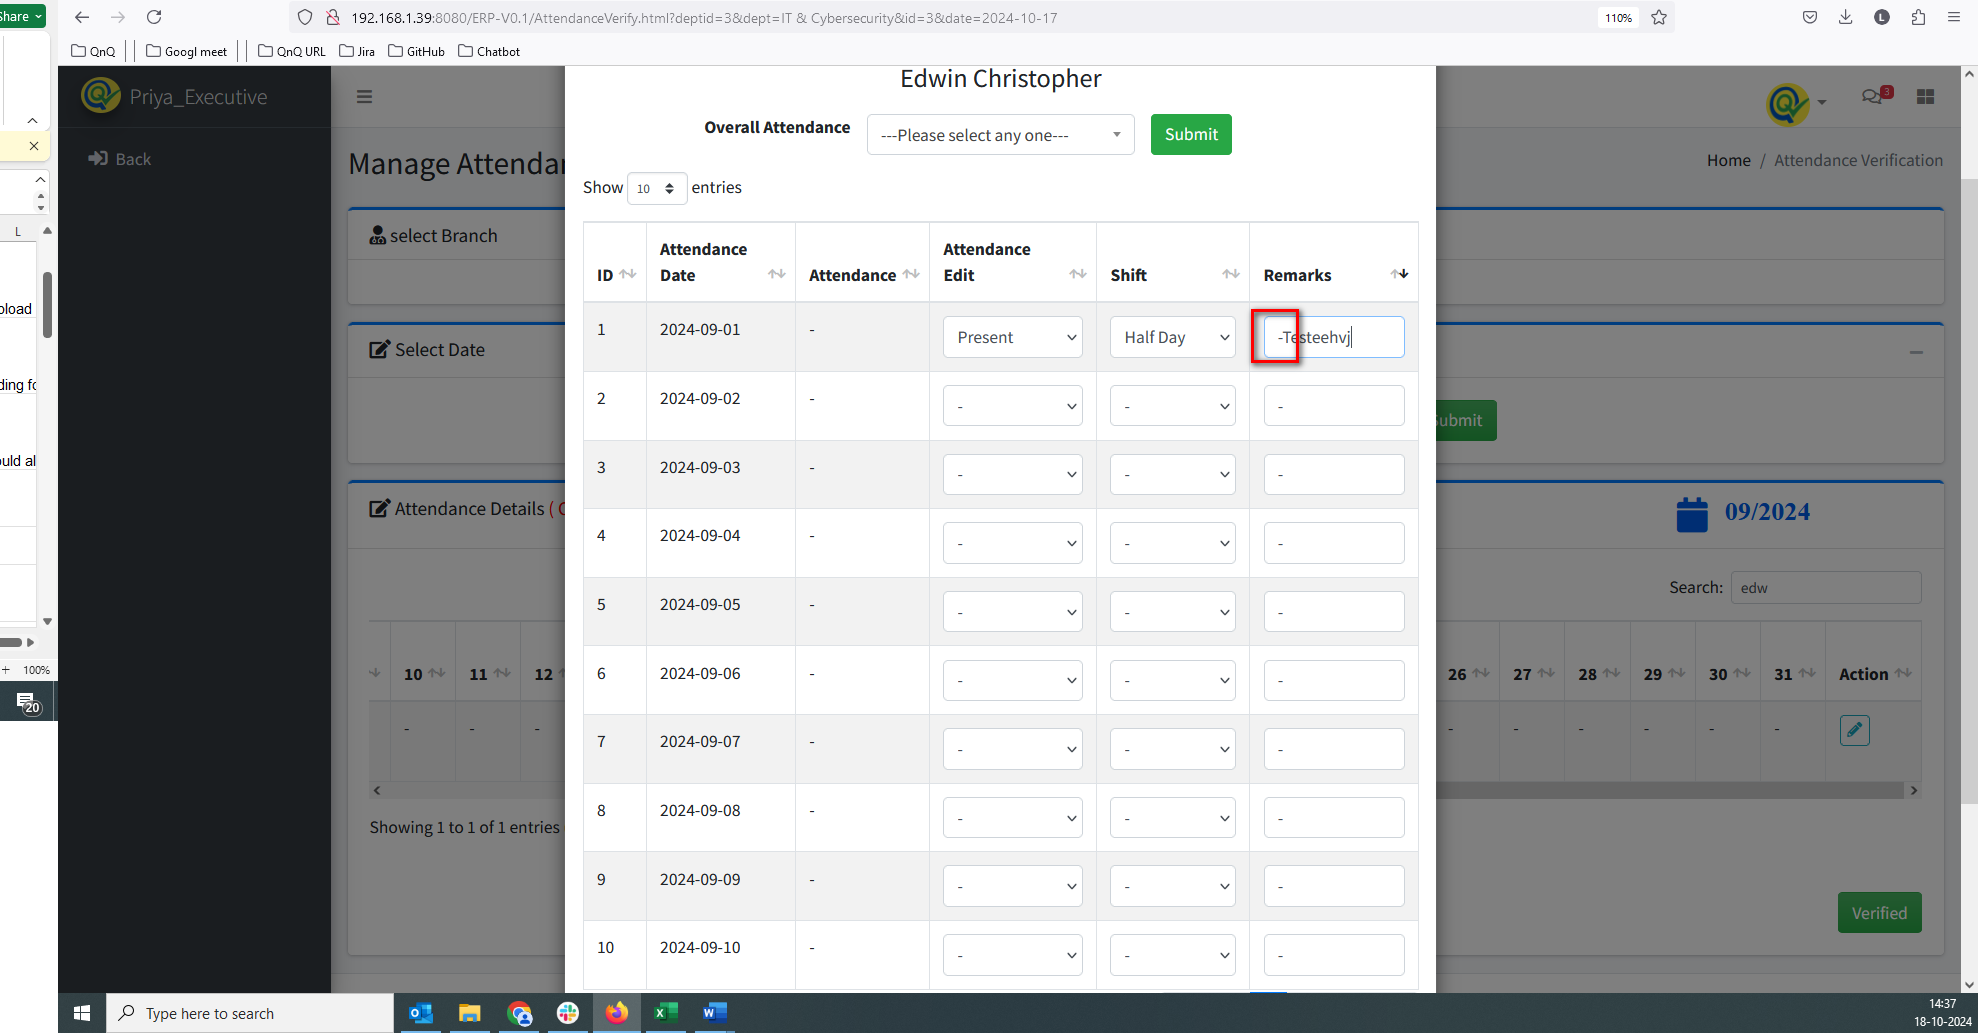 Share
192.168.1.39:8080/ERP-V0.1/AttendanceVerify.html?deptid=3&dept=IT & Cybersecurity&id=3&date=2024-10-17
110%
L
QnQ
Googl meet
QnQ URL
Jira
GitHub
Chatbot
Priya_Executive
Back
Manage Attendan
Edwin Christopher
Overall Attendance
---Please select any one---
Submit
3
Home / Attendance Verification
Show 10 entries
select Branch
Select Date
Submit
Attendance Details ( C
09/2024
Search: edw
ID
Attendance Date
Attendance
Attendance Edit
Shift
Remarks
1 2024-09-01 - Present Half Day -Testeehvj
2 2024-09-02 - - - -
3 2024-09-03 - - - -
4 2024-09-04 - - - -
5 2024-09-05 - - - -
6 2024-09-06 - - - -
7 2024-09-07 - - - -
8 2024-09-08 - - - -
9 2024-09-09 - - - -
10 2024-09-10 - - - -
10 11 12 26 27 28 29 30 31 Action
- - - - - - - - -
Showing 1 to 1 of 1 entries
Verified
L
pload
ding fo
ould al
+ 100%
20
Type here to search
14:37
18-10-2024